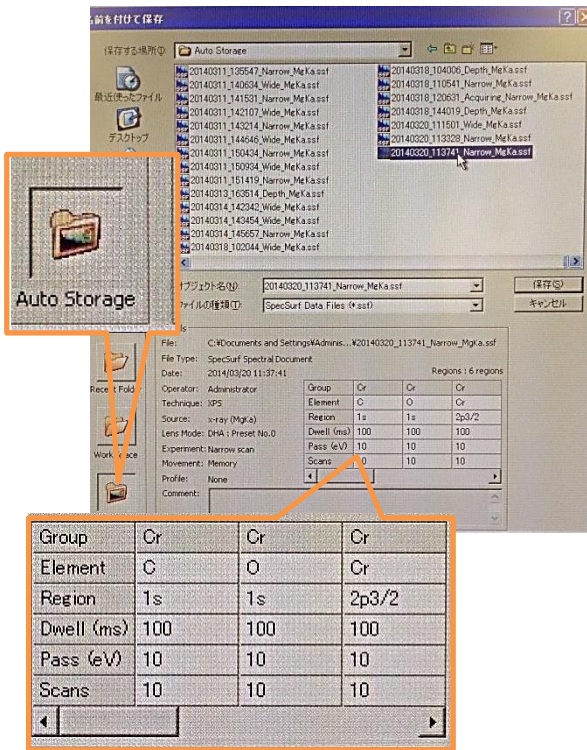 名前を付けて保存
保存する場所(I)
Auto Storage
最近使ったファイル
デスクトップ
20140311_135547_Narrow_MgKa.ssf
20140311_140634_Wide_MgKa.ssf
20140311_141531_Narrow_MgKa.ssf
20140311_142107_Wide_MgKa.ssf
20140311_143214_Narrow_MgKa.ssf
20140311_144646_Wide_MgKa.ssf
20140311_150434_Narrow_MgKa.ssf
20140311_150934_Wide_MgKa.ssf
20140311_151419_Narrow_MgKa.ssf
20140311_163514_Depth_MgKa.ssf
20140314_142342_Wide_MgKa.ssf
20140314_143454_Wide_MgKa.ssf
20140314_145657_Narrow_MgKa.ssf
20140318_102044_Wide_MgKa.ssf
20140318_104006_Depth_MgKa.ssf
20140318_110541_Narrow_MgKa.ssf
20140318_120631_Acquiring_Narrow_MgKa.ssf
20140318_144019_Depth_MgKa.ssf
20140320_111501_Wide_MgKa.ssf
20140320_113328_Narrow_MgKa.ssf
20140320_113741_Narrow_MgKa.ssf
Auto Storage
オブジェクト名(N):
20140320_113741_Narrow_MgKa.ssf
保存(S)
ファイルの種類(T):
SpecSurf Data Files (*.ssf)
キャンセル
File: C:¥Documents and Settings¥Adminis...¥20140320_113741_Narrow_MgKa.ssf
File Type: SpecSurf Spectral Document
Date: 2014/03/20 11:37:41
Regions : 6 regions
Recent Folder
Operator: Administrator
Technique: XPS
Source: x-ray (MgKa)
Lens Mode: DHA : Preset No.0
Experiment: Narrow scan
Movement: Memory
Profile: None
Comment:
Group Cr Cr Cr
Element C O Cr
Region 1s 1s 2p3/2
Dwell (ms) 100 100 100
Pass (eV) 10 10 10
Scans 10 10 10
Group Cr Cr Cr
Element C O Cr
Region 1s 1s 2p3/2
Dwell (ms) 100 100 100
Pass (eV) 10 10 10
Scans 10 10 10